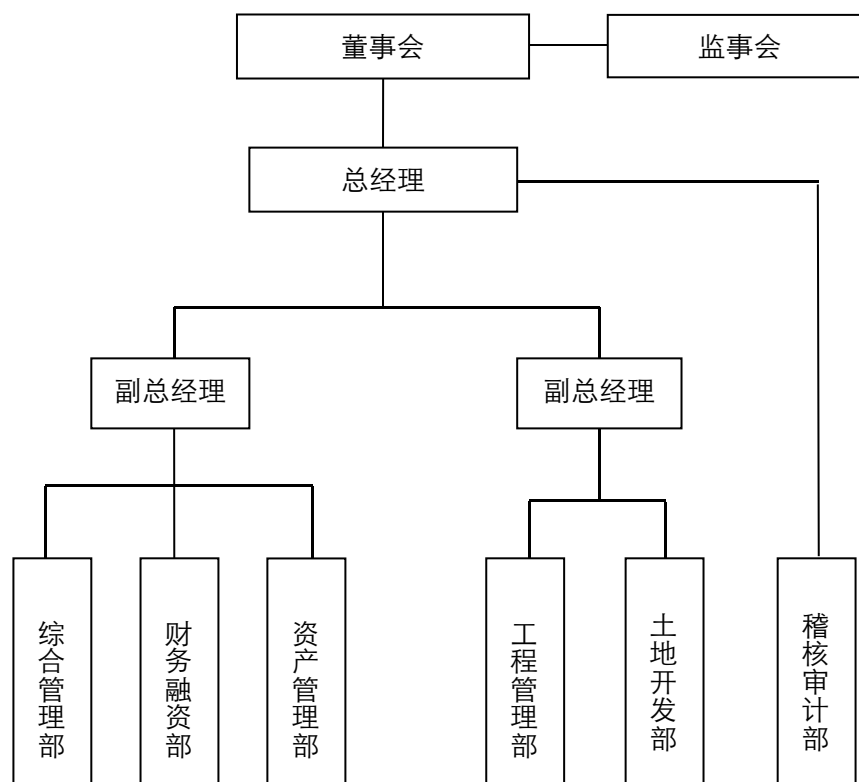 董事会
监事会
总经理
副总经理
副总经理
综合管理部
财务融资部
资产管理部
工程管理部
土地开发部
稽核审计部